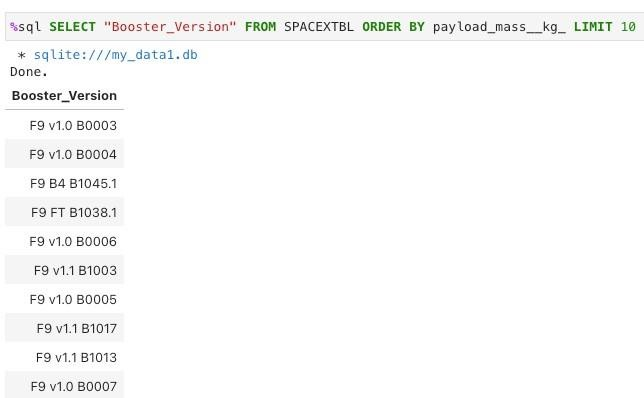 %sql SELECT "Booster_Version" FROM SPACEXTBL ORDER BY payload_mass__kg_ LIMIT 10
* sqlite:///my_data1.db
Done.
Booster_Version
F9 v1.0 B0003
F9 v1.0 B0004
F9 B4 B1045.1
F9 FT B1038.1
F9 v1.0 B0006
F9 v1.1 B1003
F9 v1.0 B0005
F9 v1.1 B1017
F9 v1.1 B1013
F9 v1.0 B0007